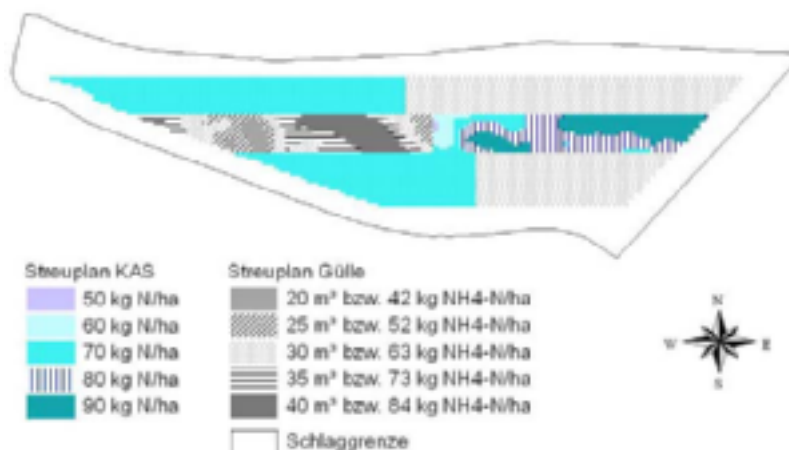 Streuplan KAS
50 kg N/ha
60 kg N/ha
70 kg N/ha
80 kg N/ha
90 kg N/ha
Streuplan Gülle
20 m³ bzw. 42 kg NH4-N/ha
25 m³ bzw. 52 kg NH4-N/ha
30 m³ bzw. 63 kg NH4-N/ha
35 m³ bzw. 73 kg NH4-N/ha
40 m³ bzw. 84 kg NH4-N/ha
Schlaggrenze
N
W E
S